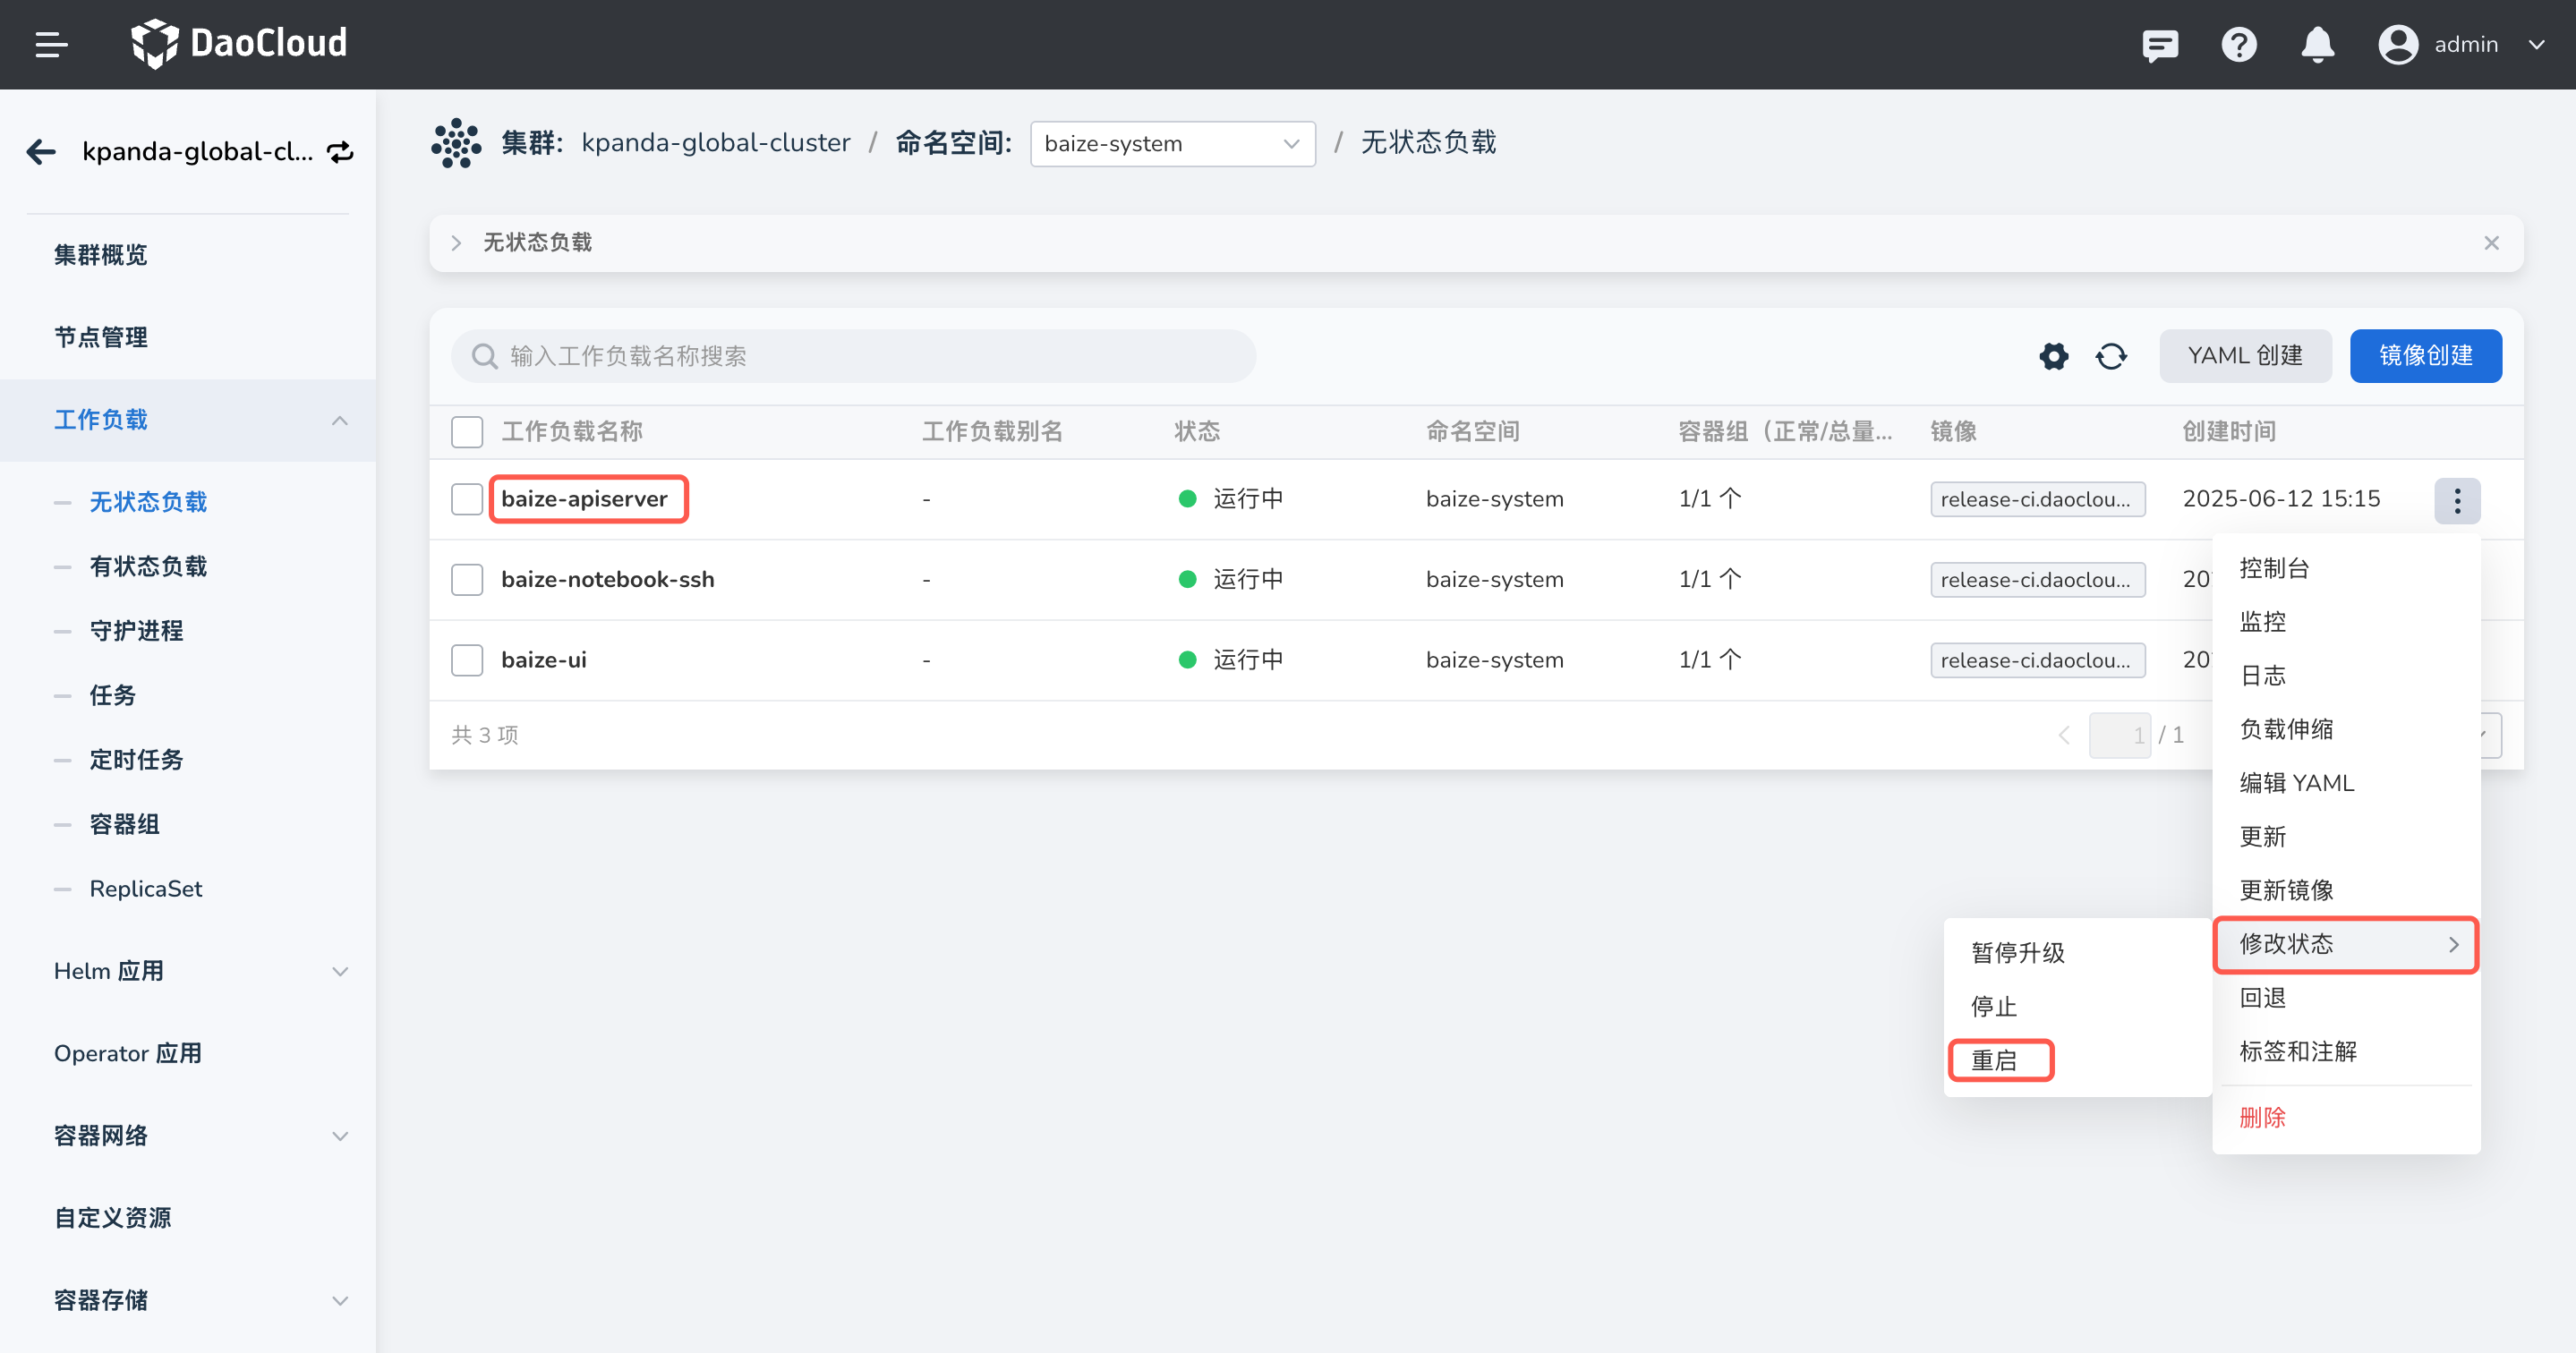 DaoCloud
admin
kpanda-global-cl...
集群概览
节点管理
工作负载
无状态负载
有状态负载
守护进程
任务
定时任务
容器组
ReplicaSet
Helm 应用
Operator 应用
容器网络
自定义资源
容器存储
集群: kpanda-global-cluster / 命名空间: baize-system / 无状态负载
无状态负载
输入工作负载名称搜索
YAML 创建
镜像创建
工作负载名称 工作负载别名 状态 命名空间 容器组（正常/总量... 镜像 创建时间
baize-apiserver - 运行中 baize-system 1/1 个 release-ci.daoclou... 2025-06-12 15:15
baize-notebook-ssh - 运行中 baize-system 1/1 个 release-ci.daoclou... 20
baize-ui - 运行中 baize-system 1/1 个 release-ci.daoclou... 20
共 3 项
1 / 1
控制台
监控
日志
负载伸缩
编辑 YAML
更新
更新镜像
修改状态
回退
标签和注解
删除
暂停升级
停止
重启